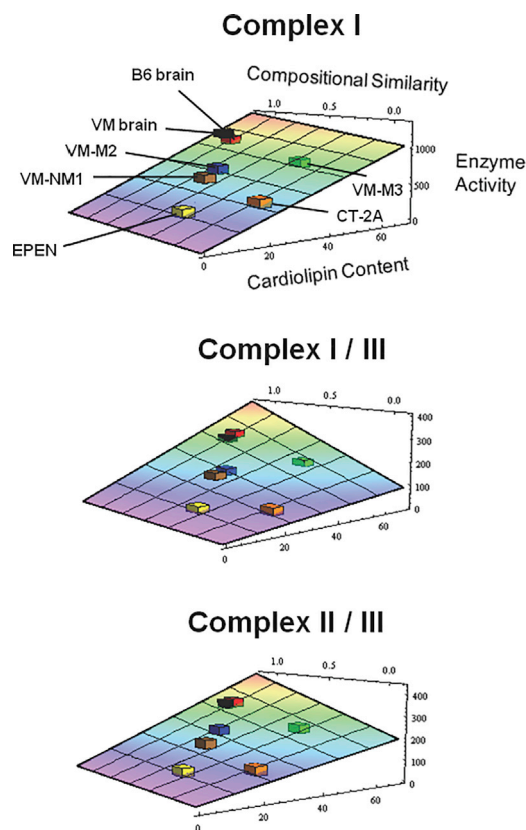 Complex I
B6 brain
Compositional Similarity
VM brain
1.0
0.0
VM-M2
1000
Enzyme
Activity
VM-NM1
500
VM-M3
0
CT-2A
60
EPEN
40
20
0
Cardiolipin Content
Complex I / III
1.0
0.5
0.0
400
300
200
100
0
60
40
20
0
Complex II / III
1.0
0.5
0.0
400
300
200
100
0
60
40
20
0